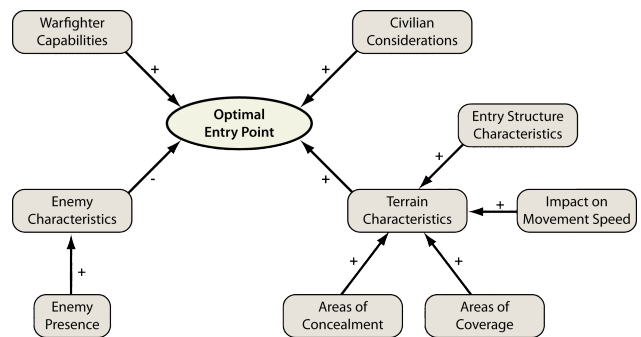 Warfighter
Capabilities
Civilian
Considerations
+
+
Optimal
Entry Point
Entry Structure
Characteristics
+
-
+
Enemy
Characteristics
Terrain
Characteristics
+
Impact on
Movement Speed
+
+
+
Enemy
Presence
Areas of
Concealment
Areas of
Coverage